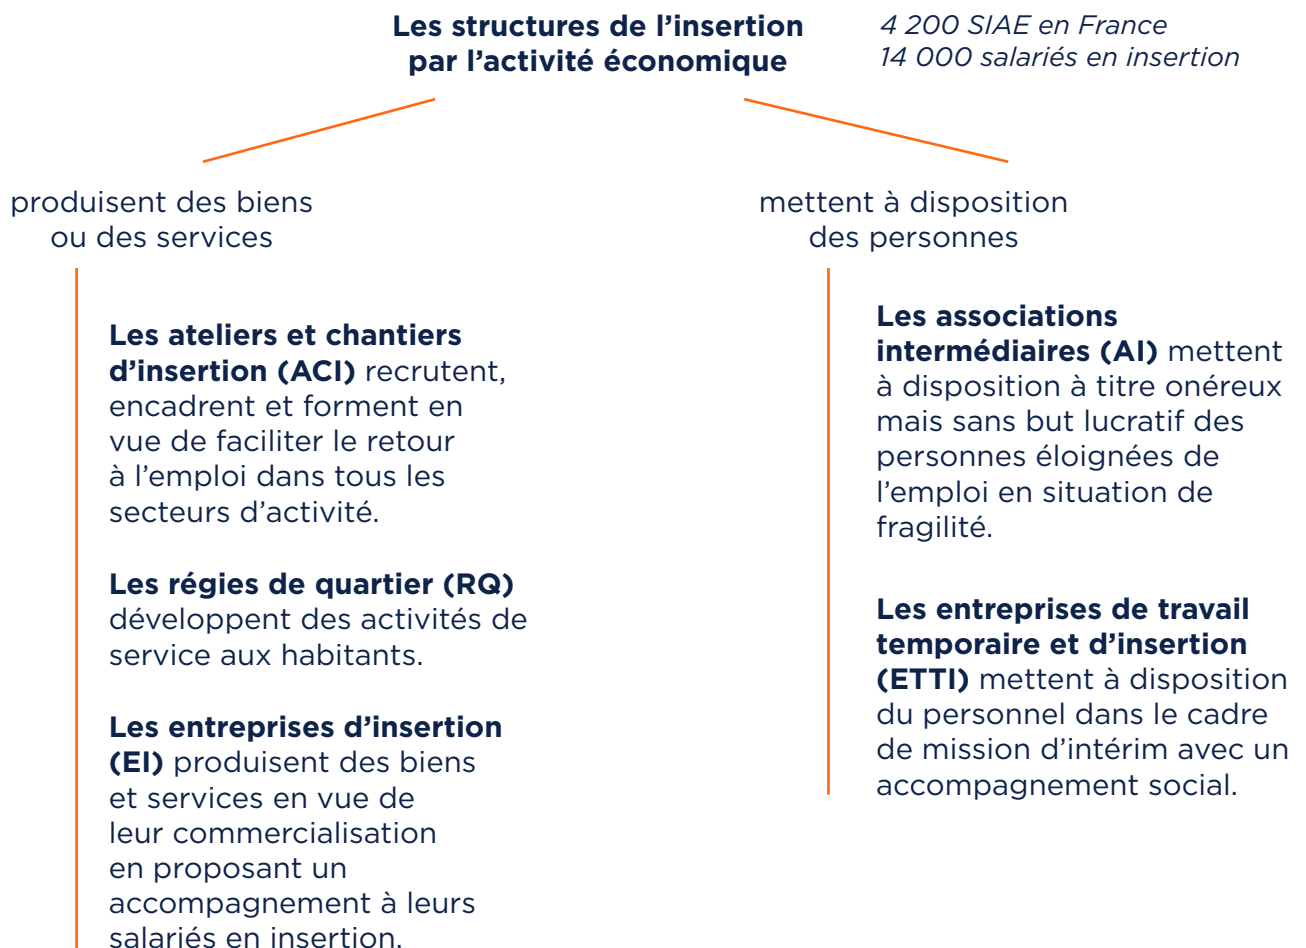 Les structures de l’insertion
par l’activité économique
4 200 SIAE en France
14 000 salariés en insertion
produisent des biens
ou des services
Les ateliers et chantiers
d’insertion (ACI) recrutent,
encadrent et forment en
vue de faciliter le retour
à l’emploi dans tous les
secteurs d’activité.
Les régies de quartier (RQ)
développent des activités de
service aux habitants.
Les entreprises d’insertion
(EI) produisent des biens
et services en vue de
leur commercialisation
en proposant un
accompagnement à leurs
salariés en insertion.
mettent à disposition
des personnes
Les associations
intermédiaires (AI) mettent
à disposition à titre onéreux
mais sans but lucratif des
personnes éloignées de
l’emploi en situation de
fragilité.
Les entreprises de travail
temporaire et d’insertion
(ETTI) mettent à disposition
du personnel dans le cadre
de mission d’intérim avec un
accompagnement social.